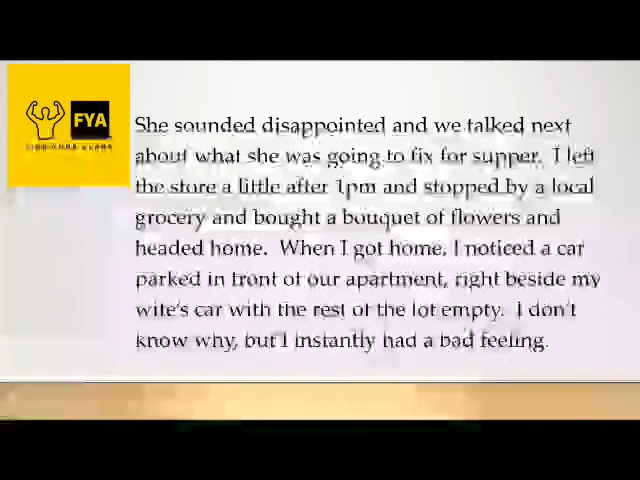 FYA
She sounded disappointed and we talked next
about what she was going to fix for supper. I left
the store a little after 1pm and stopped by a local
grocery and bought a bouquet of flowers and
headed home. When I got home, I noticed a car
parked in front of our apartment, right beside my
wife's car with the rest of the lot empty. I don't
know why, but I instantly had a bad feeling.